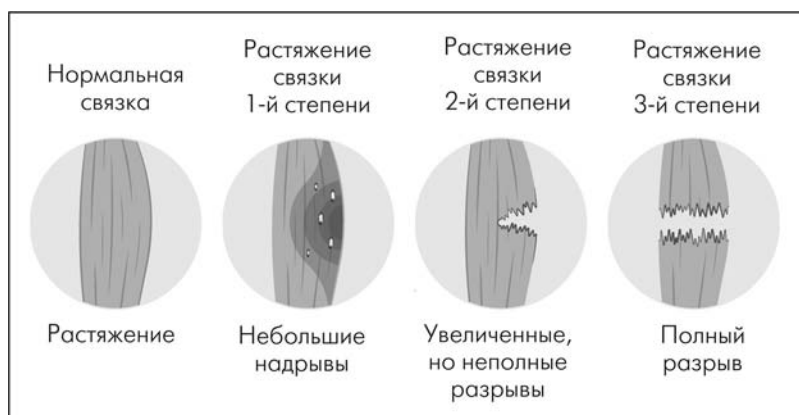 Нормальная
связка
Растяжение
связки
1-й степени
Растяжение
связки
2-й степени
Растяжение
связки
3-й степени
Растяжение
Небольшие
надрывы
Увеличенные,
но неполные
разрывы
Полный
разрыв